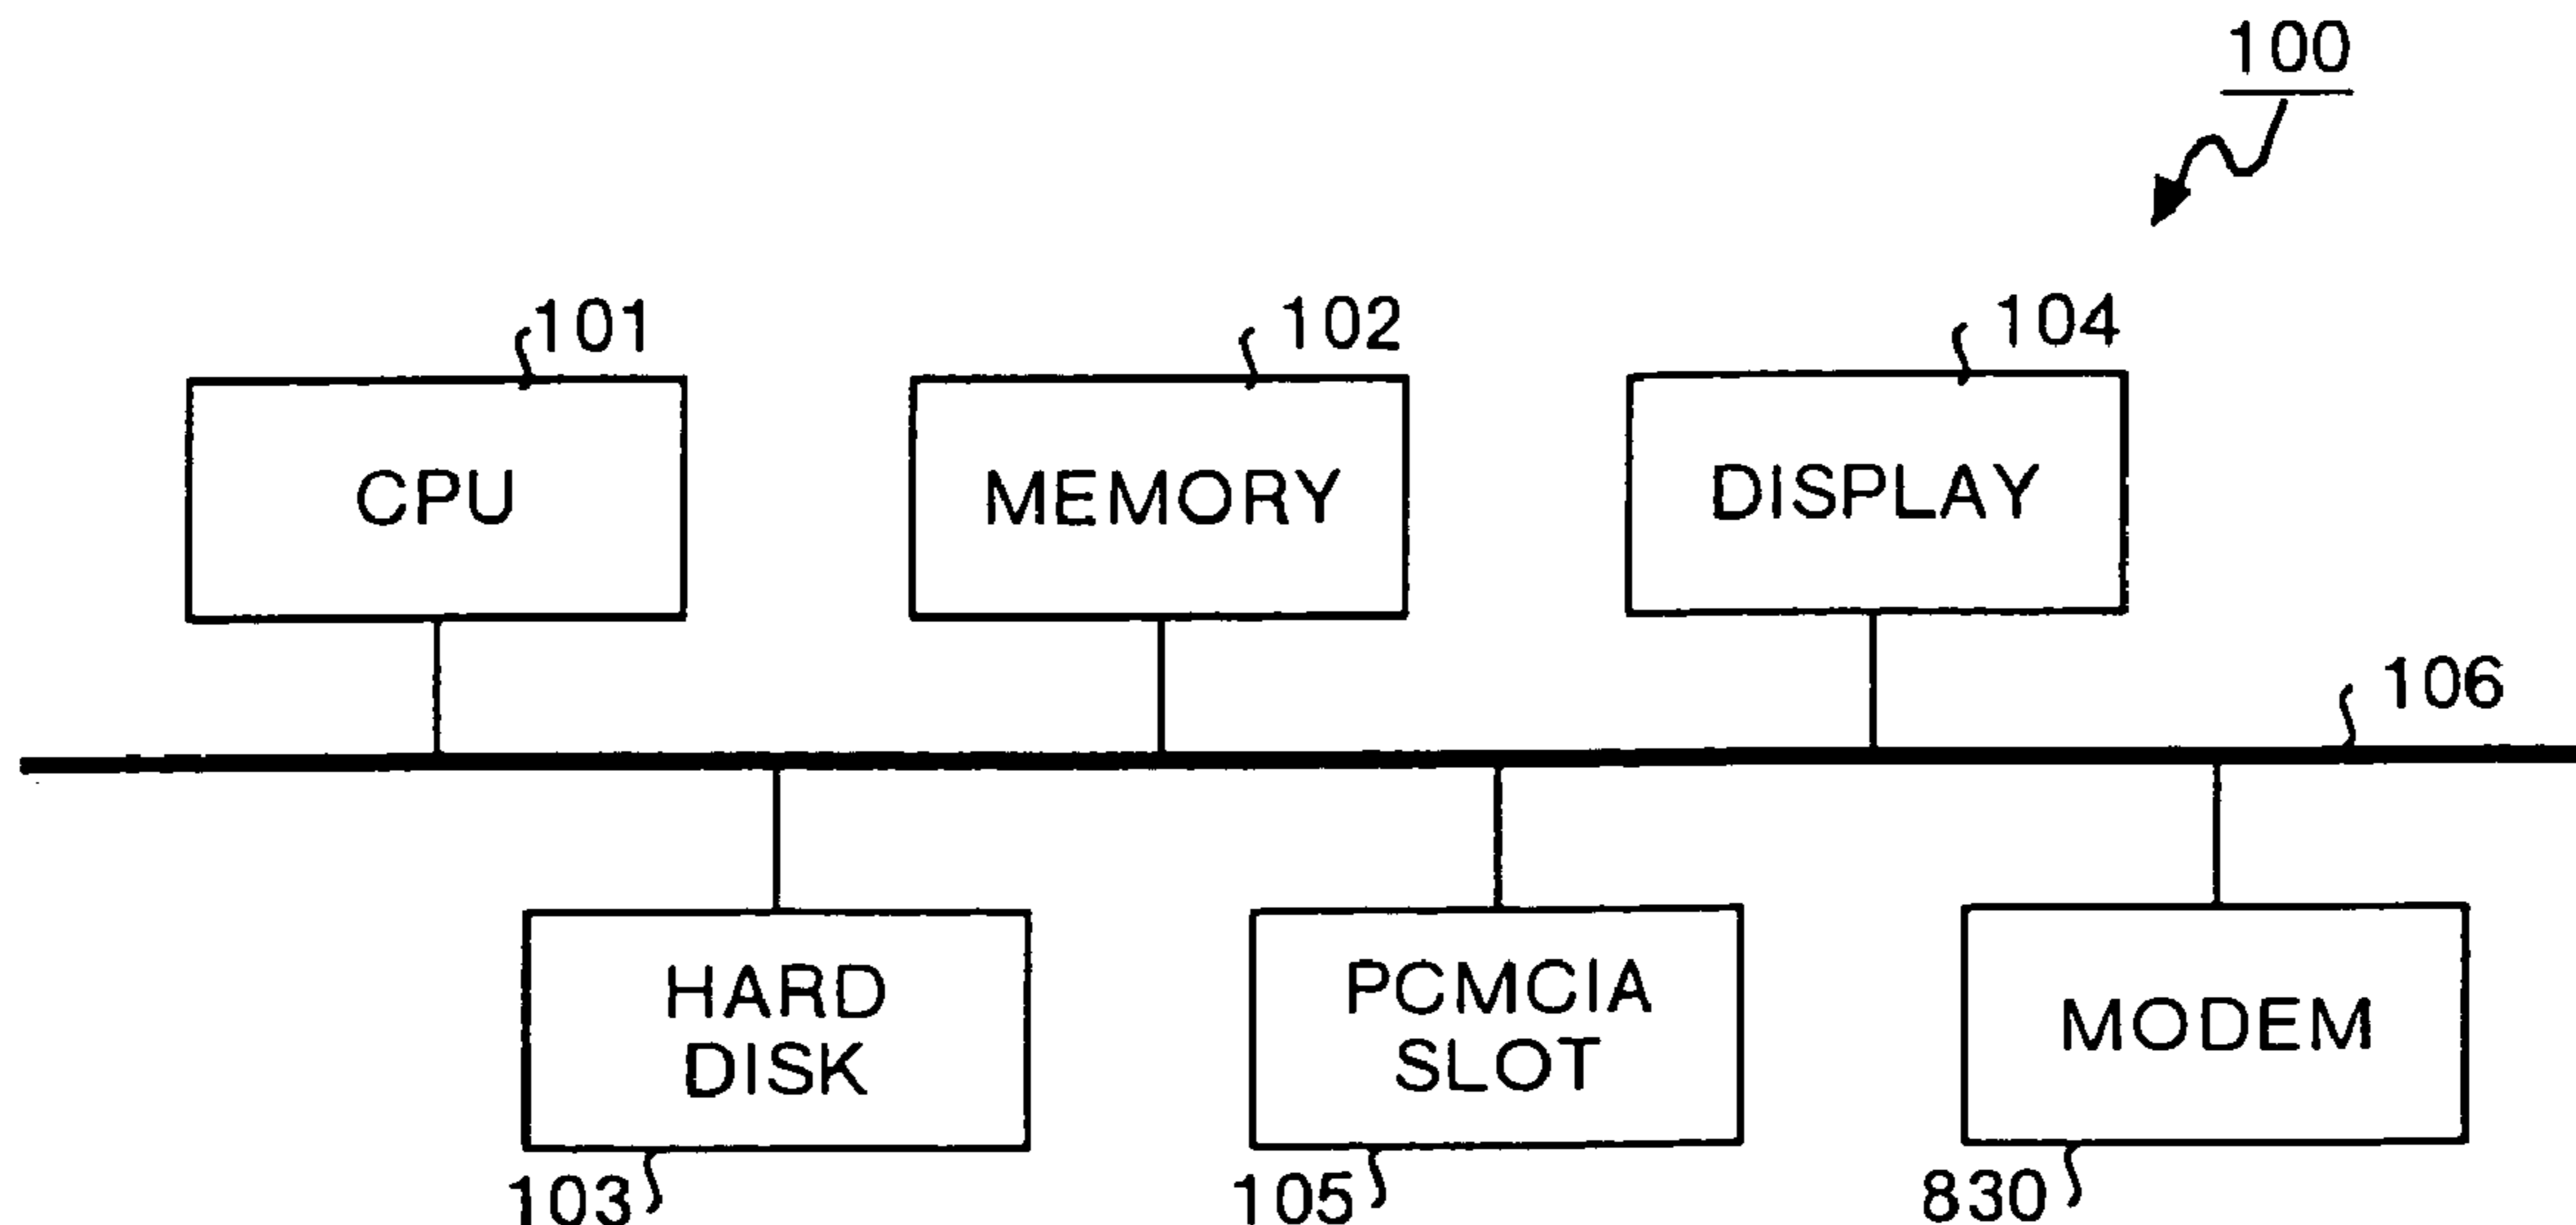 100
101
102
104
CPU
MEMORY
DISPLAY
106
HARD
DISK
PCMCIA
SLOT
MODEM
103
105
830